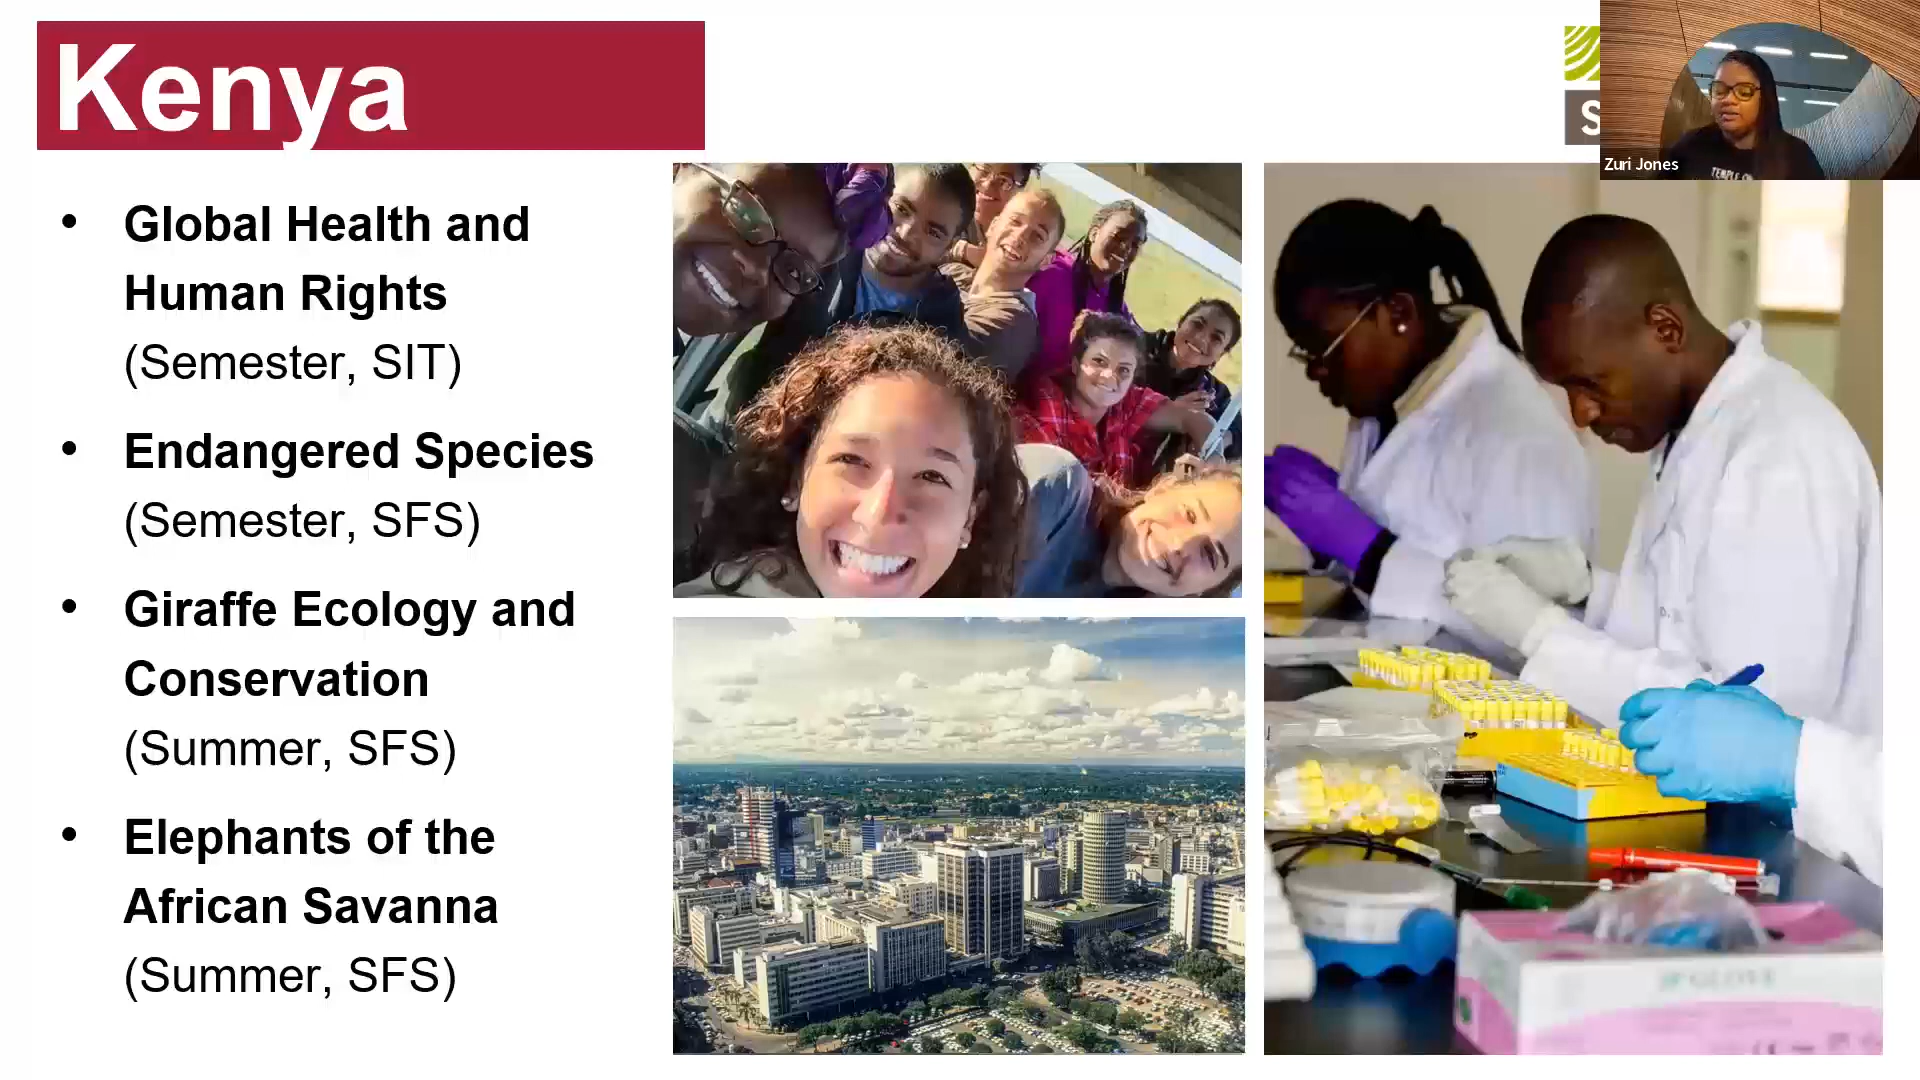 Kenya
S
Zuri Jones
TEMPLE
• Global Health and
Human Rights
(Semester, SIT)
• Endangered Species
(Semester, SFS)
• Giraffe Ecology and
Conservation
(Summer, SFS)
• Elephants of the
African Savanna
(Summer, SFS)